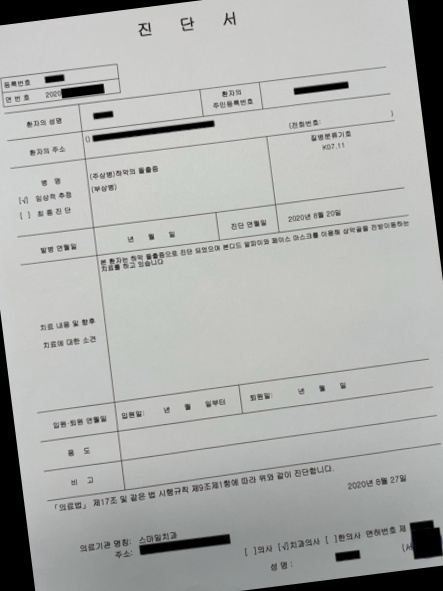 진 단 서
등록번호
연 번 호 2020
환자의 성명
환자의
주민등록번호
환자의 주소 ()
(전화번호: )
병 명
[√] 임상적 추정
[ ] 최 종 진 단
(주상병)하악의 돌출증
(부상병)
질병분류기호
K07.11
발병 연월일 년 월 일 진단 연월일 2020년 8월 20일
치료 내용 및 향후
치료에 대한 소견
본 환자는 하악 돌출증으로 진단 되었으며 본디드 알피이와 페이스 마스크를 이용해 상악골을 전방이동하는
치료를 하고 있습니다
입원·퇴원 연월일 입원일: 년 월 일부터 퇴원일: 년 월 일
용 도
비 고
「의료법」 제17조 및 같은 법 시행규칙 제9조제1항에 따라 위와 같이 진단합니다.
2020년 8월 27일
의료기관 명칭: 스마일치과
주소:
[ ]의사 [√]치과의사 [ ]한의사 면허번호 제
성 명 :
(서